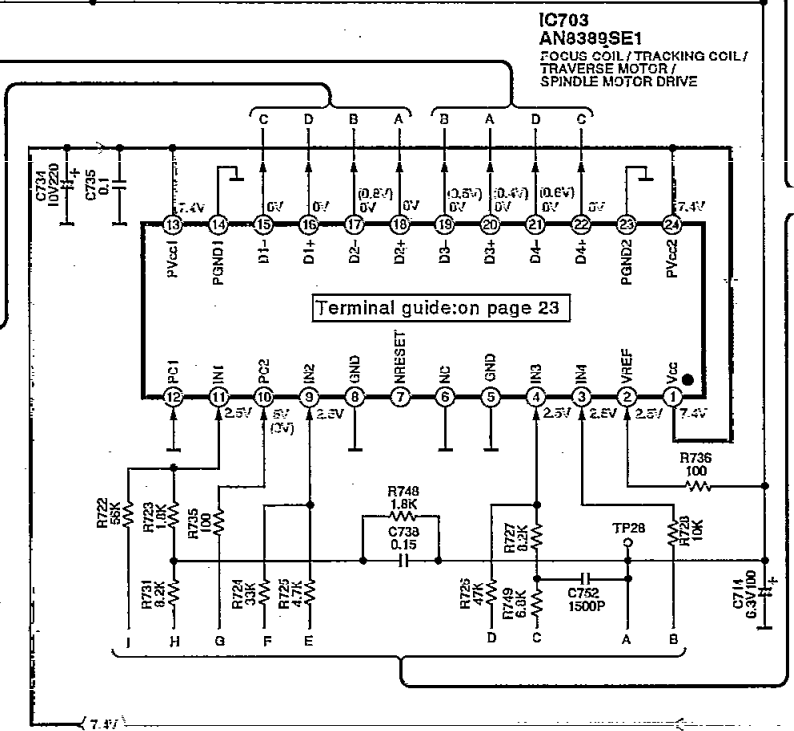 IC703
AN8389SE1
FOCUS COIL / TRACKING COIL /
TRAVERSE MOTOR /
SPINDLE MOTOR DRIVE
C D B A B A D C
C734
10V220
+
C735
0.1
7.4V 0V 0V (0.8V) 0V 0V (0.5V) 0V (0.4V) 0V (0.6V) 0V 0V 7.4V
13 14 15 16 17 18 19 20 21 22 23 24
PVcc1 PGND1 D1- D1+ D2- D2+ D3- D3+ D4- D4+ PGND2 PVcc2
Terminal guide:on page 23
PC1 IN1 PC2 IN2 GND NRESET NC GND IN3 IN4 VREF Vcc
12 11 10 9 8 7 6 5 4 3 2 1
2.5V 5V (0V) 2.5V 2.5V 2.5V 2.5V 7.4V
R736
100
R722
56K
R723
1.0K
R735
100
R748
1.8K
C738
0.15
R727
8.2K
TP28
R728
10K
R731
8.2K
R724
33K
R725
4.7K
R726
47K
R749
6.8K
C752
1500P
C714
6.3V100
+
I H G F E D C A B
7.4V